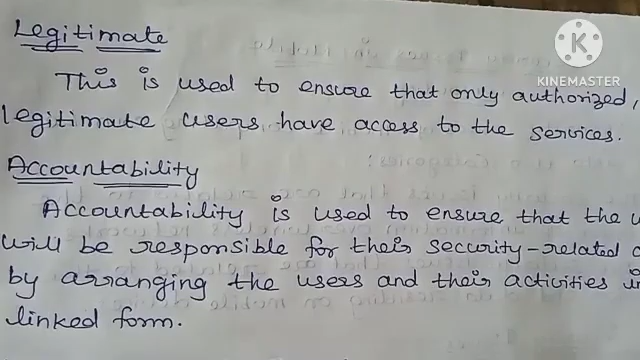 Legitimate
KINEMASTER
This is used to ensure that only authorized,
legitimate users have access to the services.
Accountability
Accountability is used to ensure that the
will be responsible for their security-related
by arranging the users and their activities in
linked form.